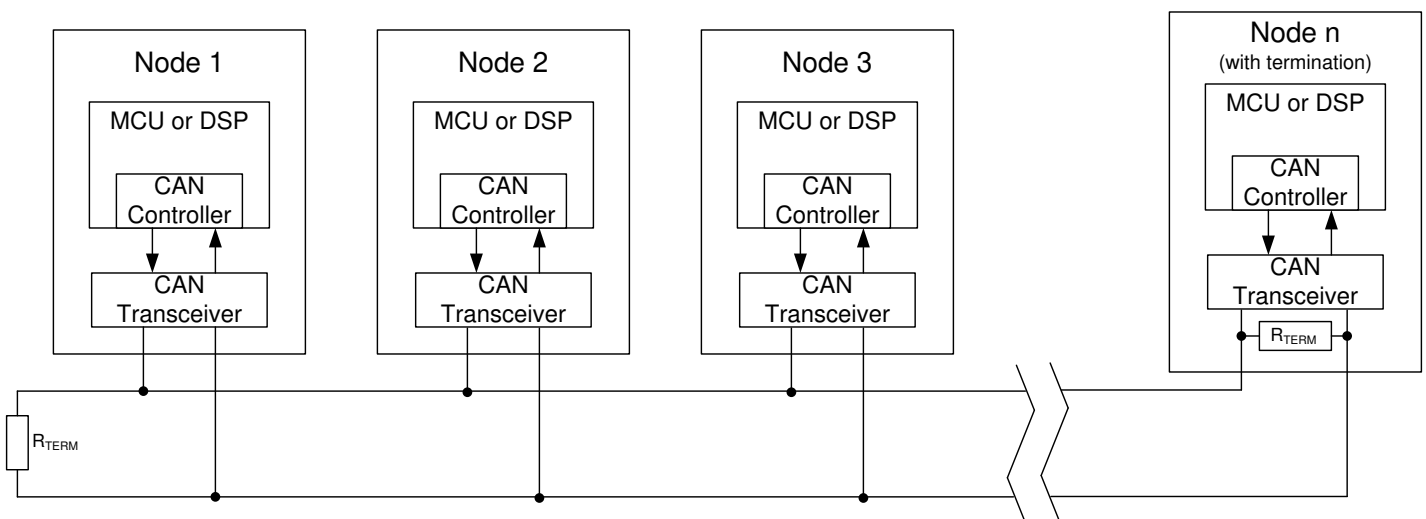 Node 1
MCU or DSP
CAN
Controller
CAN
Transceiver
Node 2
MCU or DSP
CAN
Controller
CAN
Transceiver
Node 3
MCU or DSP
CAN
Controller
CAN
Transceiver
Node n
(with termination)
MCU or DSP
CAN
Controller
CAN
Transceiver
RTERM
RTERM